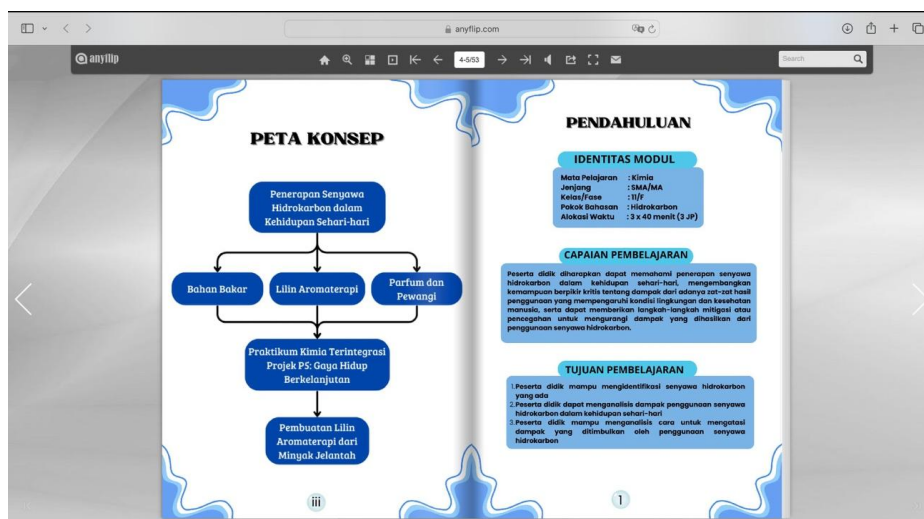 anyflip.com
anyflip
4-5/53
Search
PETA KONSEP
Penerapan Senyawa
Hidrokarbon dalam
Kehidupan Sehari-hari
Bahan Bakar
Lilin Aromaterapi
Parfum dan
Pewangi
Praktikum Kimia Terintegrasi
Projek P5: Gaya Hidup
Berkelanjutan
Pembuatan Lilin
Aromaterapi dari
Minyak Jelantah
iii
PENDAHULUAN
IDENTITAS MODUL
Mata Pelajaran : Kimia
Jenjang : SMA/MA
Kelas/Fase : 11/F
Pokok Bahasan : Hidrokarbon
Alokasi Waktu : 3 x 40 menit (3 JP)
CAPAIAN PEMBELAJARAN
Peserta didik diharapkan dapat memahami penerapan senyawa
hidrokarbon dalam kehidupan sehari-hari, mengembangkan
kemampuan berpikir kritis tentang dampak dari adanya zat-zat hasil
penggunaan yang mempengaruhi kondisi lingkungan dan kesehatan
manusia, serta dapat memberikan langkah-langkah mitigasi atau
pencegahan untuk mengurangi dampak yang dihasilkan dari
penggunaan senyawa hidrokarbon.
TUJUAN PEMBELAJARAN
1.Peserta didik mampu mengidentifikasi senyawa hidrokarbon
yang ada
2.Peserta didik dapat menganalisis dampak penggunaan senyawa
hidrokarbon dalam kehidupan sehari-hari
3.Peserta didik mampu menganalisis cara untuk mengatasi
dampak yang ditimbulkan oleh penggunaan senyawa
hidrokarbon
1